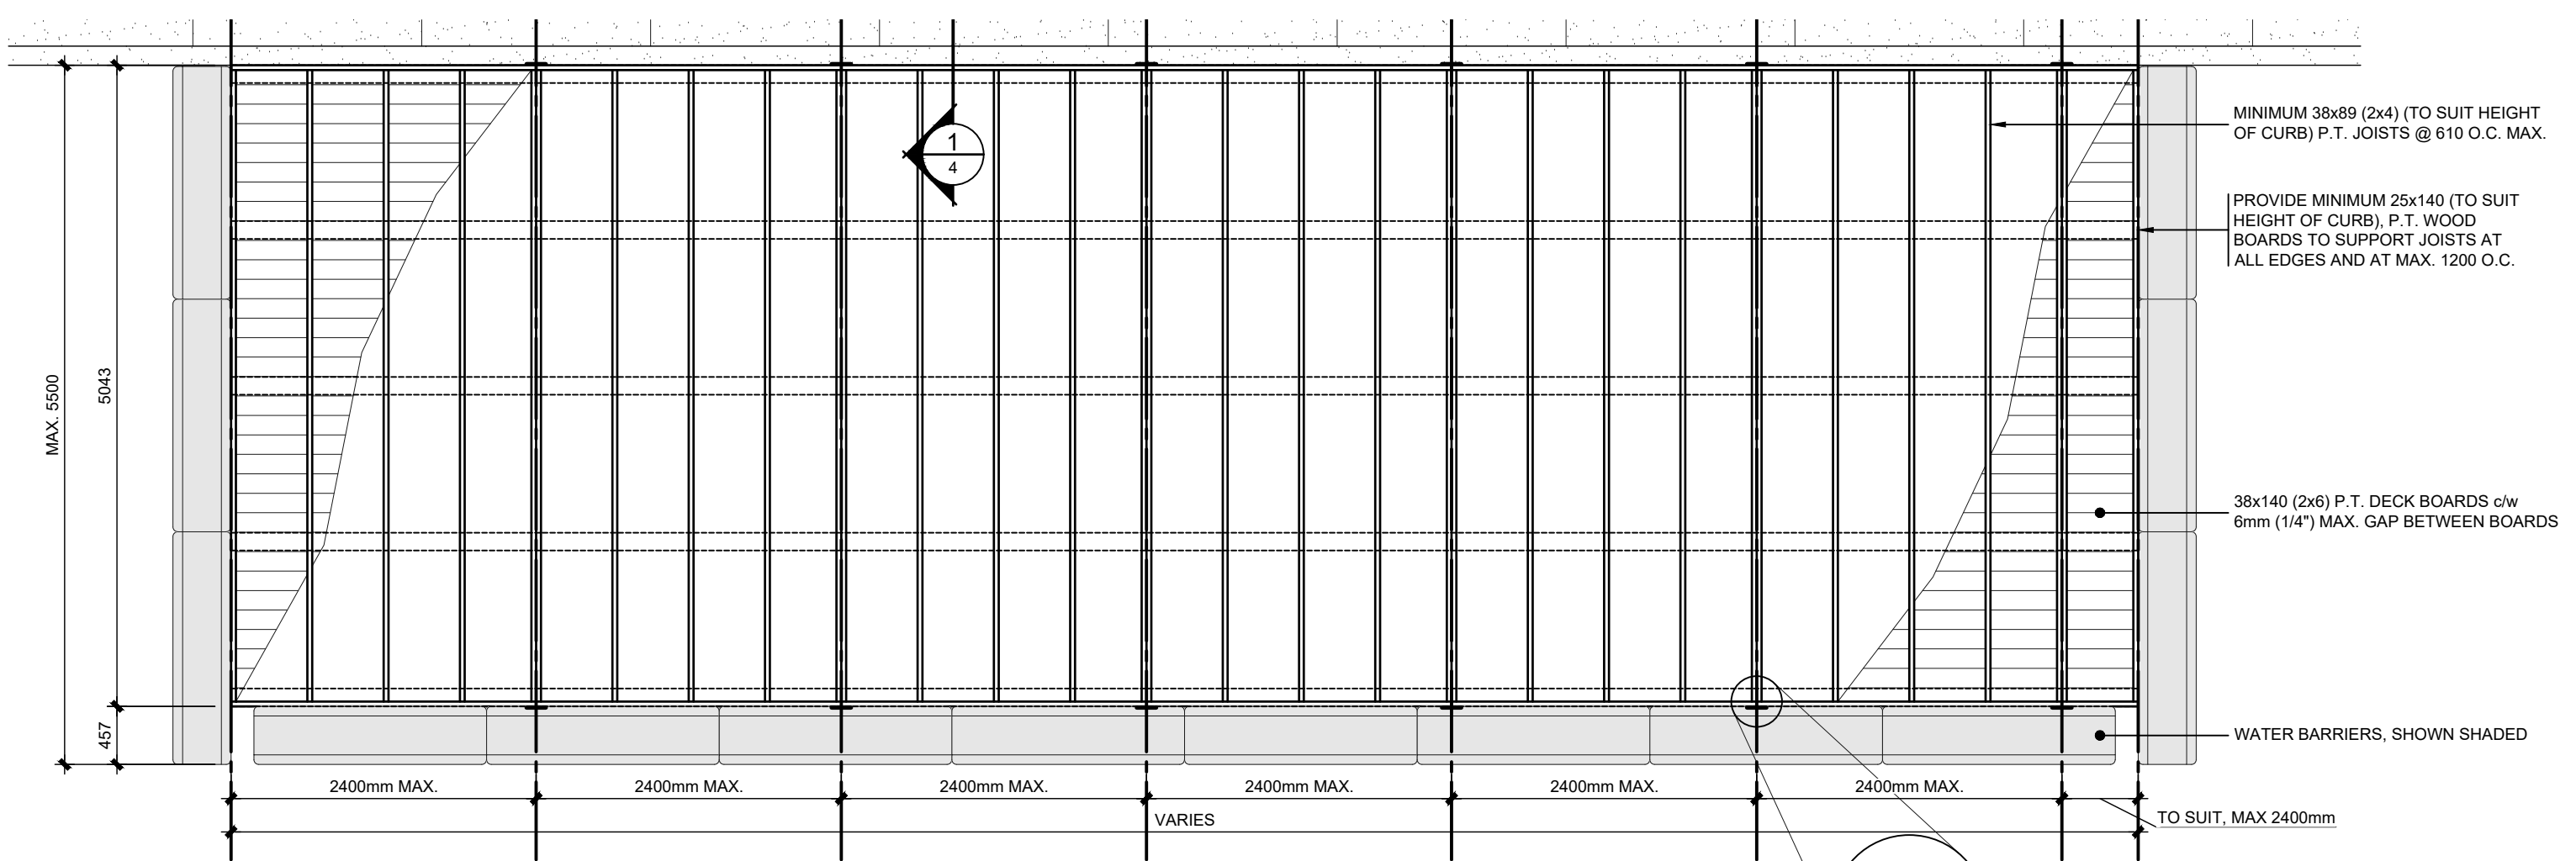 1
4
MINIMUM 38x89 (2x4) (TO SUIT HEIGHT
OF CURB) P.T. JOISTS @ 610 O.C. MAX.
PROVIDE MINIMUM 25x140 (TO SUIT
HEIGHT OF CURB), P.T. WOOD
BOARDS TO SUPPORT JOISTS AT
ALL EDGES AND AT MAX. 1200 O.C.
MAX. 5500
5043
38x140 (2x6) P.T. DECK BOARDS c/w
6mm (1/4") MAX. GAP BETWEEN BOARDS
457
WATER BARRIERS, SHOWN SHADED
2400mm MAX.
2400mm MAX.
2400mm MAX.
2400mm MAX.
2400mm MAX.
2400mm MAX.
VARIES
TO SUIT, MAX 2400mm